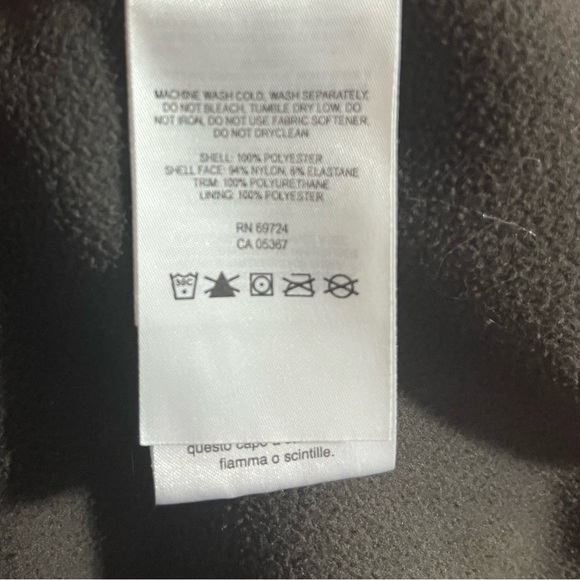 MACHINE WASH COLD, WASH SEPARATELY,
DO NOT BLEACH, TUMBLE DRY LOW, DO
NOT IRON, DO NOT USE FABRIC SOFTENER,
DO NOT DRYCLEAN
SHELL: 100% POLYESTER
SHELL FACE: 94% NYLON, 6% ELASTANE
TRIM: 100% POLYURETHANE
LINING: 100% POLYESTER
RN 69724
CA 05367
30C
questo capo a
fiamma o scintille.